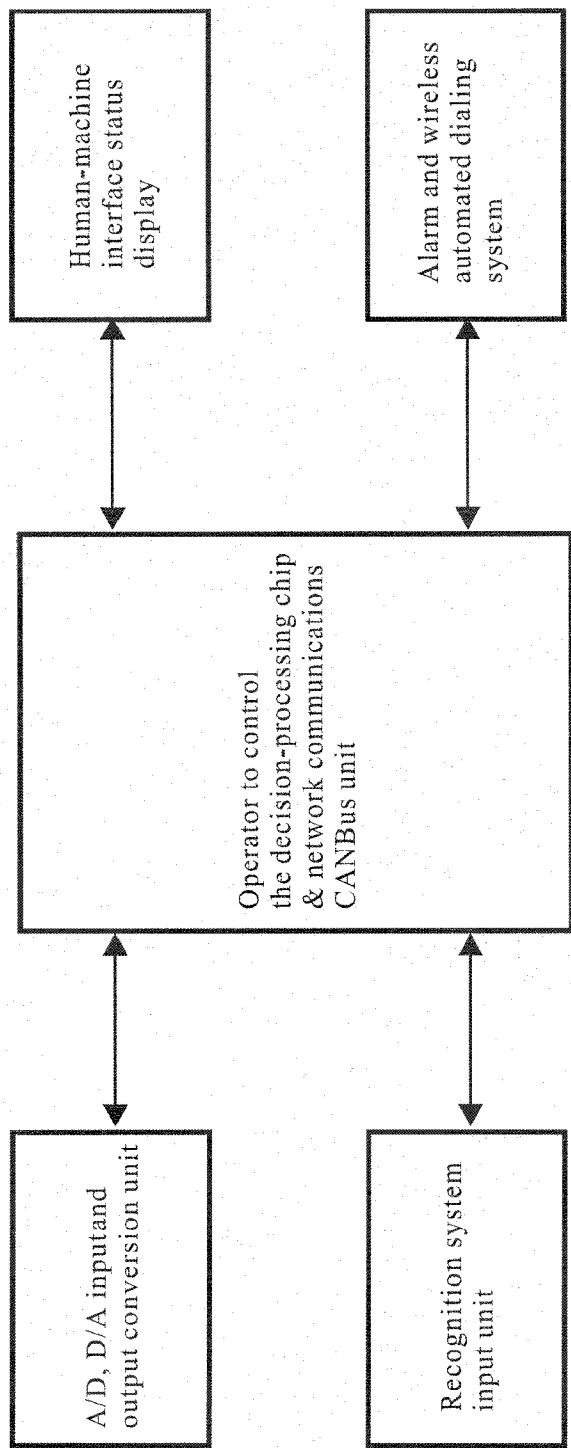 A/D, D/A inputand
output conversion unit
Recognition system
input unit
Operator to control
the decision-processing chip
& network communications
CANBus unit
Human-machine
interface status
display
Alarm and wireless
automated dialing
system